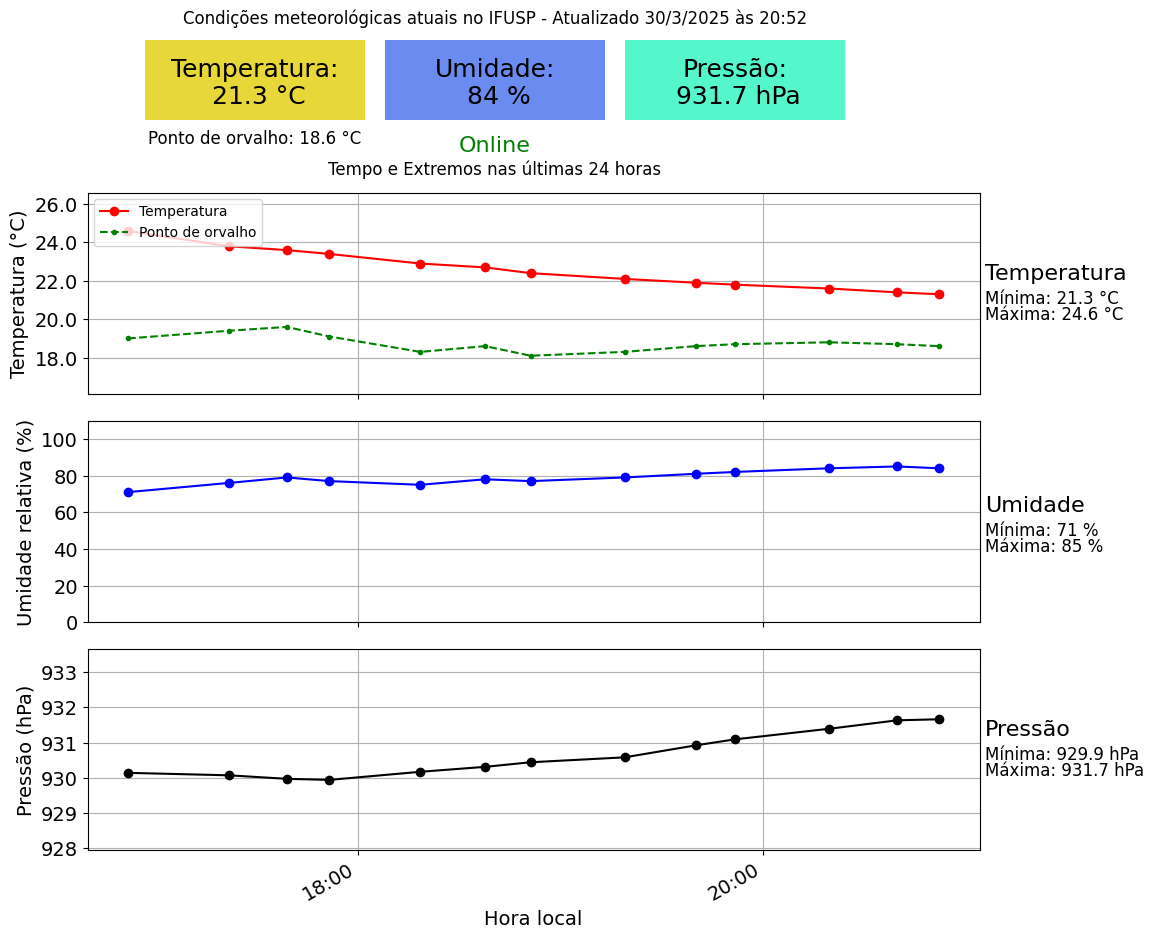 Condições meteorológicas atuais no IFUSP - Atualizado 30/3/2025 às 20:52
Temperatura:
21.3 °C
Umidade:
84 %
Pressão:
931.7 hPa
Ponto de orvalho: 18.6 °C
Online
Tempo e Extremos nas últimas 24 horas
Temperatura (°C)
26.0
24.0
22.0
20.0
18.0
Temperatura
Ponto de orvalho
Temperatura
Mínima: 21.3 °C
Máxima: 24.6 °C
Umidade relativa (%)
100
80
60
40
20
0
Umidade
Mínima: 71 %
Máxima: 85 %
Pressão (hPa)
933
932
931
930
929
928
Pressão
Mínima: 929.9 hPa
Máxima: 931.7 hPa
18:00
20:00
Hora local